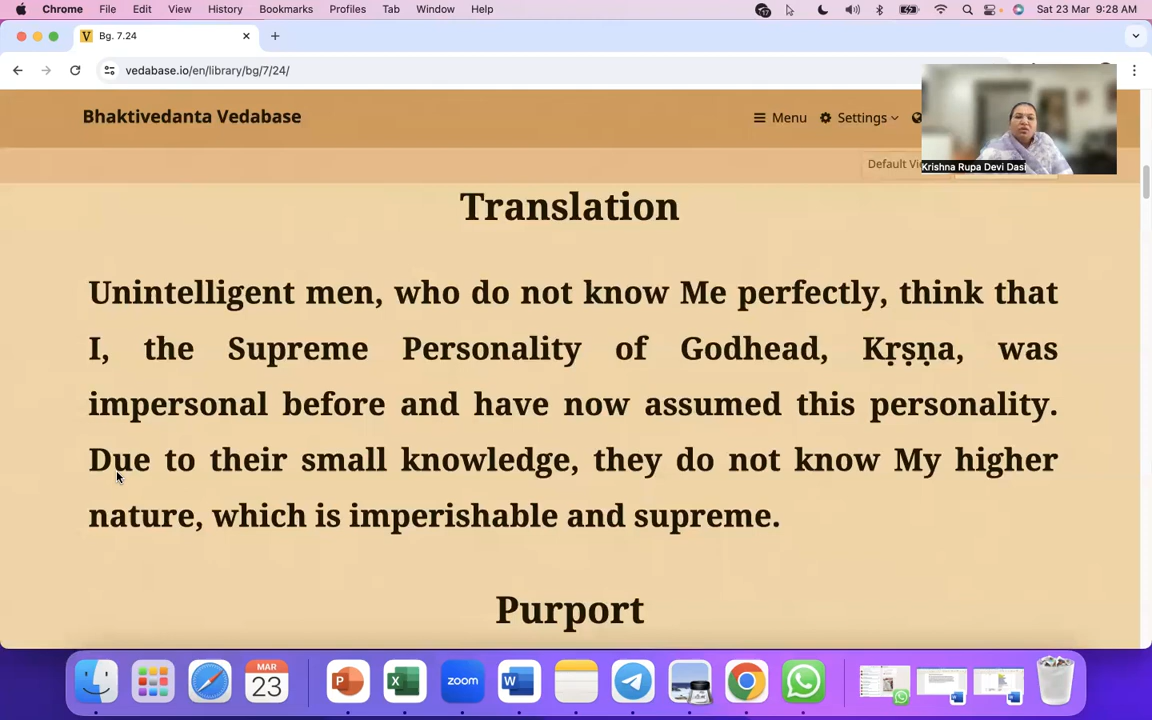 Chrome File Edit View History Bookmarks Profiles Tab Window Help Sat 23 Mar 9:28 AM
Bg. 7.24
vedabase.io/en/library/bg/7/24/
Bhaktivedanta Vedabase
Menu Settings
Default
Krishna Rupa Devi Dasi
Translation
Unintelligent men, who do not know Me perfectly, think that
I, the Supreme Personality of Godhead, Kṛṣṇa, was
impersonal before and have now assumed this personality.
Due to their small knowledge, they do not know My higher
nature, which is imperishable and supreme.
Purport
MAR
23
zoom